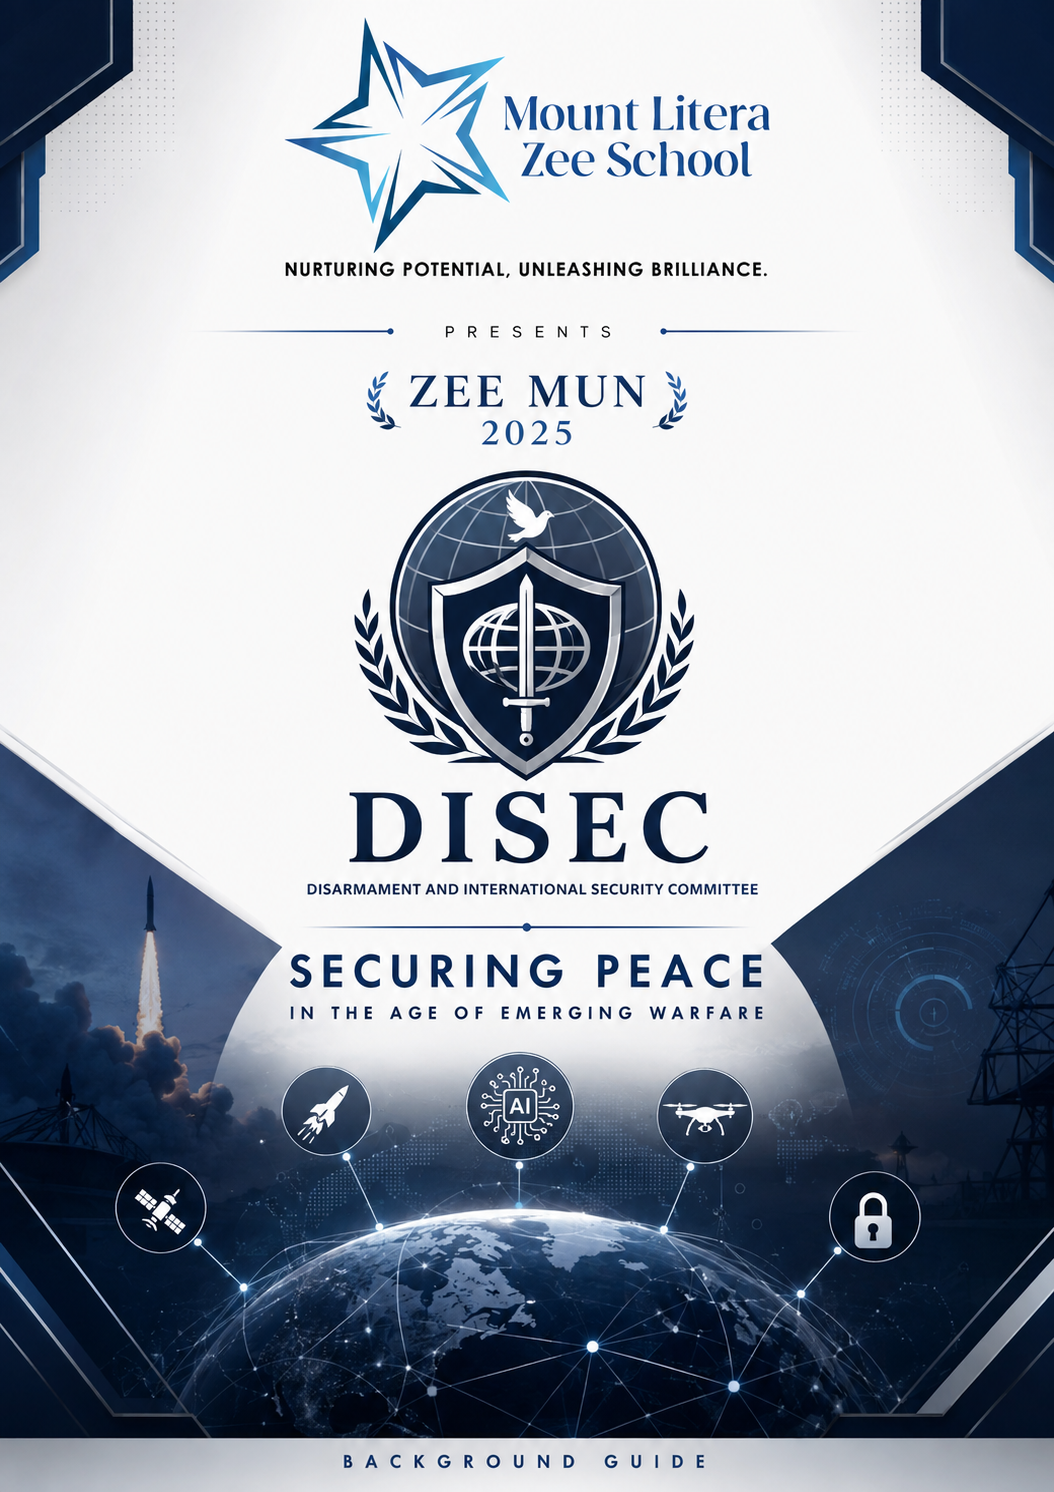 Mount Litera
Zee School
NURTURING POTENTIAL, UNLEASHING BRILLIANCE.
PRESENTS
ZEE MUN
2025
DISEC
DISARMAMENT AND INTERNATIONAL SECURITY COMMITTEE
SECURING PEACE
IN THE AGE OF EMERGING WARFARE
AI
BACKGROUND GUIDE